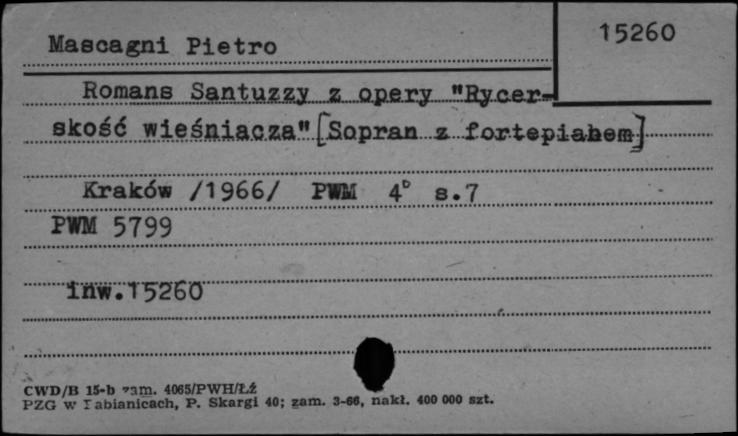 Mascagni Pietro
15260
Romans Santuzzy z opery "Rycer-
skość wieśniacza" [Sopran z fortepianem]
Kraków /1966/ PWM 4° s.7
PWM 5799
inw.15260
CWD/B 15-b zam. 4065/PWH/Łź
PZG w Pabianicach, P. Skargi 40; zam. 3-66, nakł. 400 000 szt.